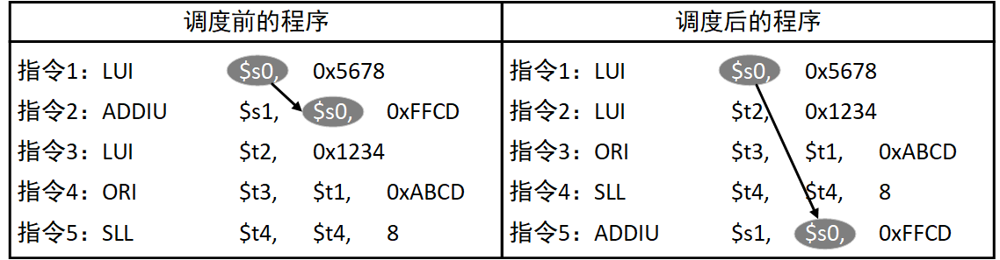 调度前的程序 调度后的程序
指令1：LUI $s0, 0x5678 指令1：LUI $s0, 0x5678
指令2：ADDIU $s1, $s0, 0xFFCD 指令2：LUI $t2, 0x1234
指令3：LUI $t2, 0x1234 指令3：ORI $t3, $t1, 0xABCD
指令4：ORI $t3, $t1, 0xABCD 指令4：SLL $t4, $t4, 8
指令5：SLL $t4, $t4, 8 指令5：ADDIU $s1, $s0, 0xFFCD